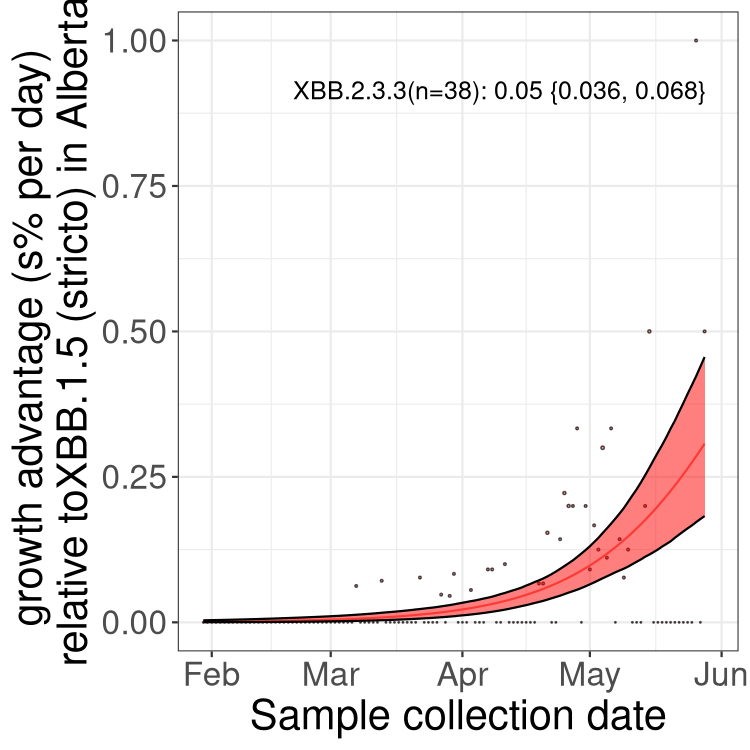 growth advantage (s% per day)
relative toXBB.1.5 (stricto) in Alberta
1.00
0.75
0.50
0.25
0.00
XBB.2.3.3(n=38): 0.05 {0.036, 0.068}
Feb Mar Apr May Jun
Sample collection date